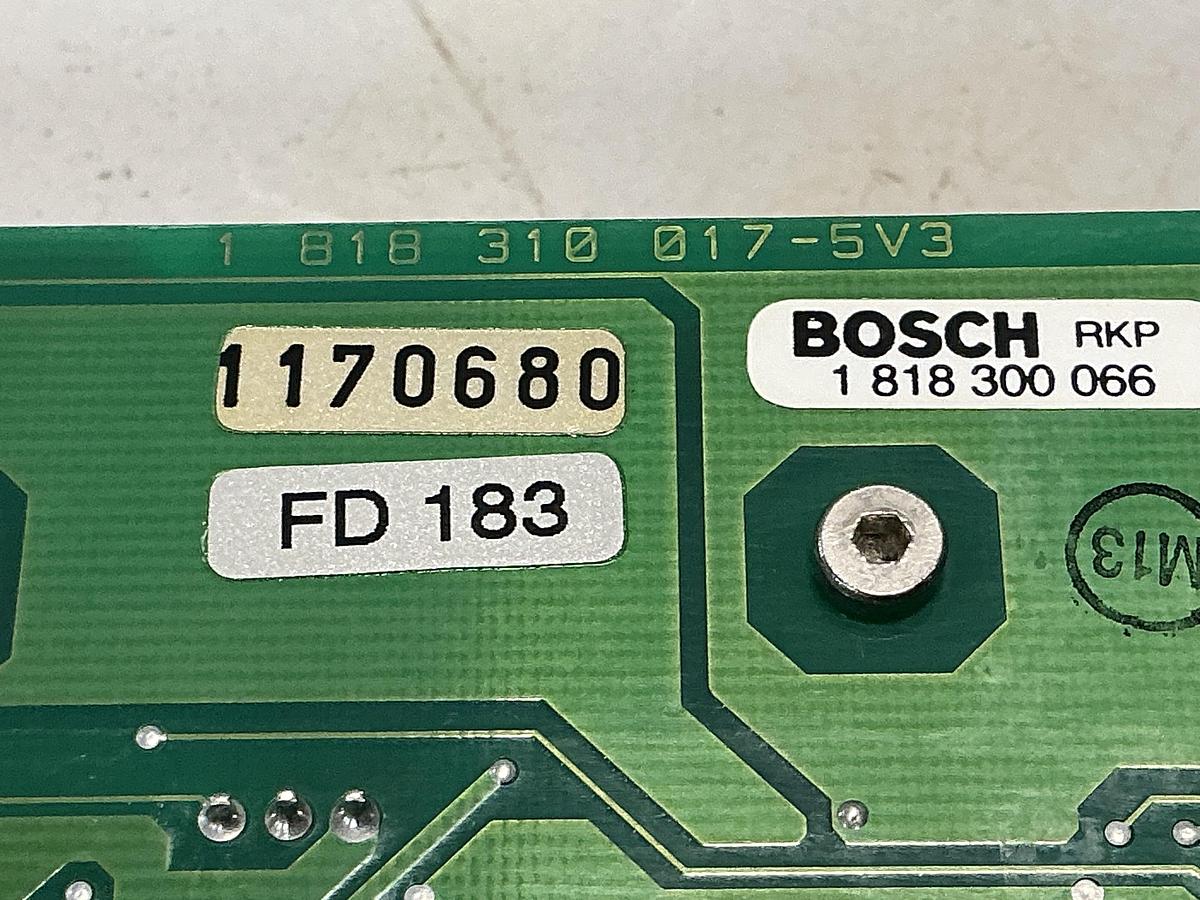 1 818 310 017-5V3
BOSCH RKP
1 818 300 066
1170680
FD 183
M13